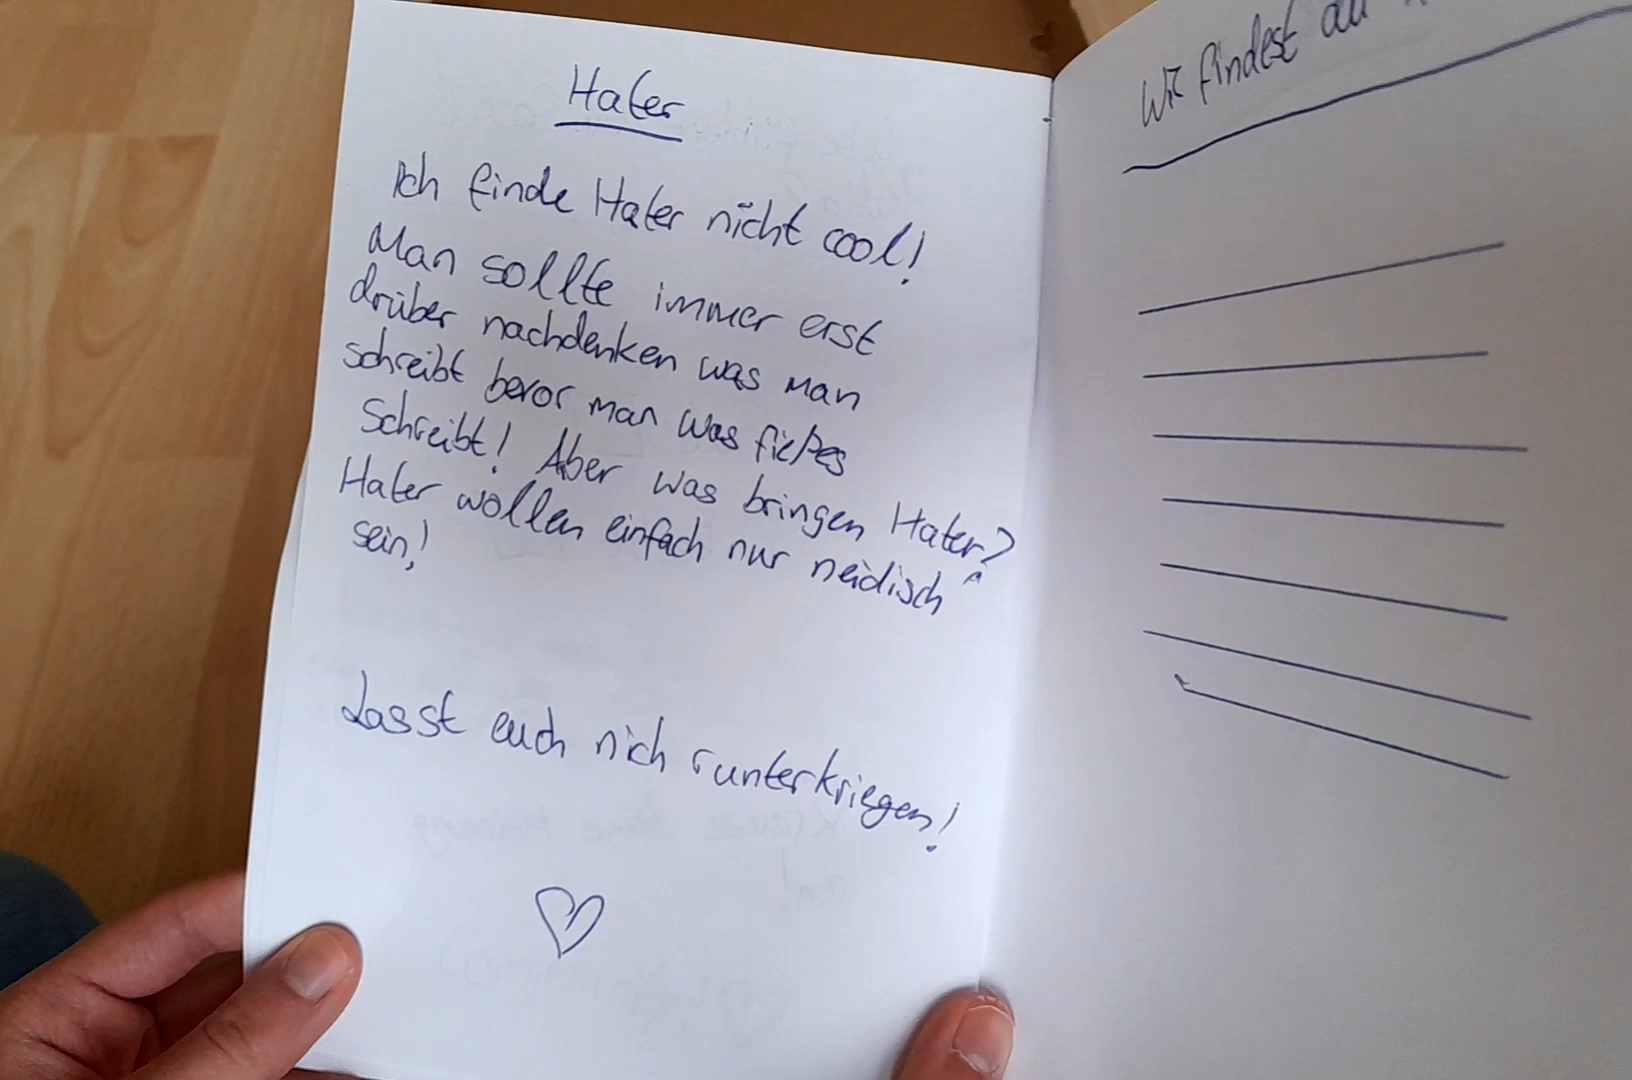 Hater
Ich finde Hater nicht cool!
Man sollte immer erst
drüber nachdenken was man
schreibt bevor man was fießes
schreibt! Aber was bringen Hater?
Hater wollen einfach nur neidisch
sein!
Lasst euch nich runterkriegen!
Wie findest du